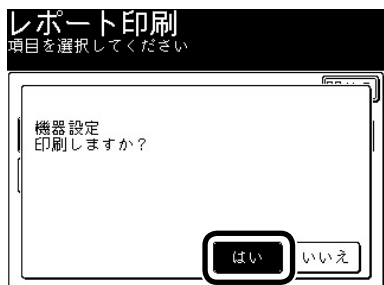 レポート印刷
項目を選択してください
機器設定
印刷しますか？
はい
いいえ